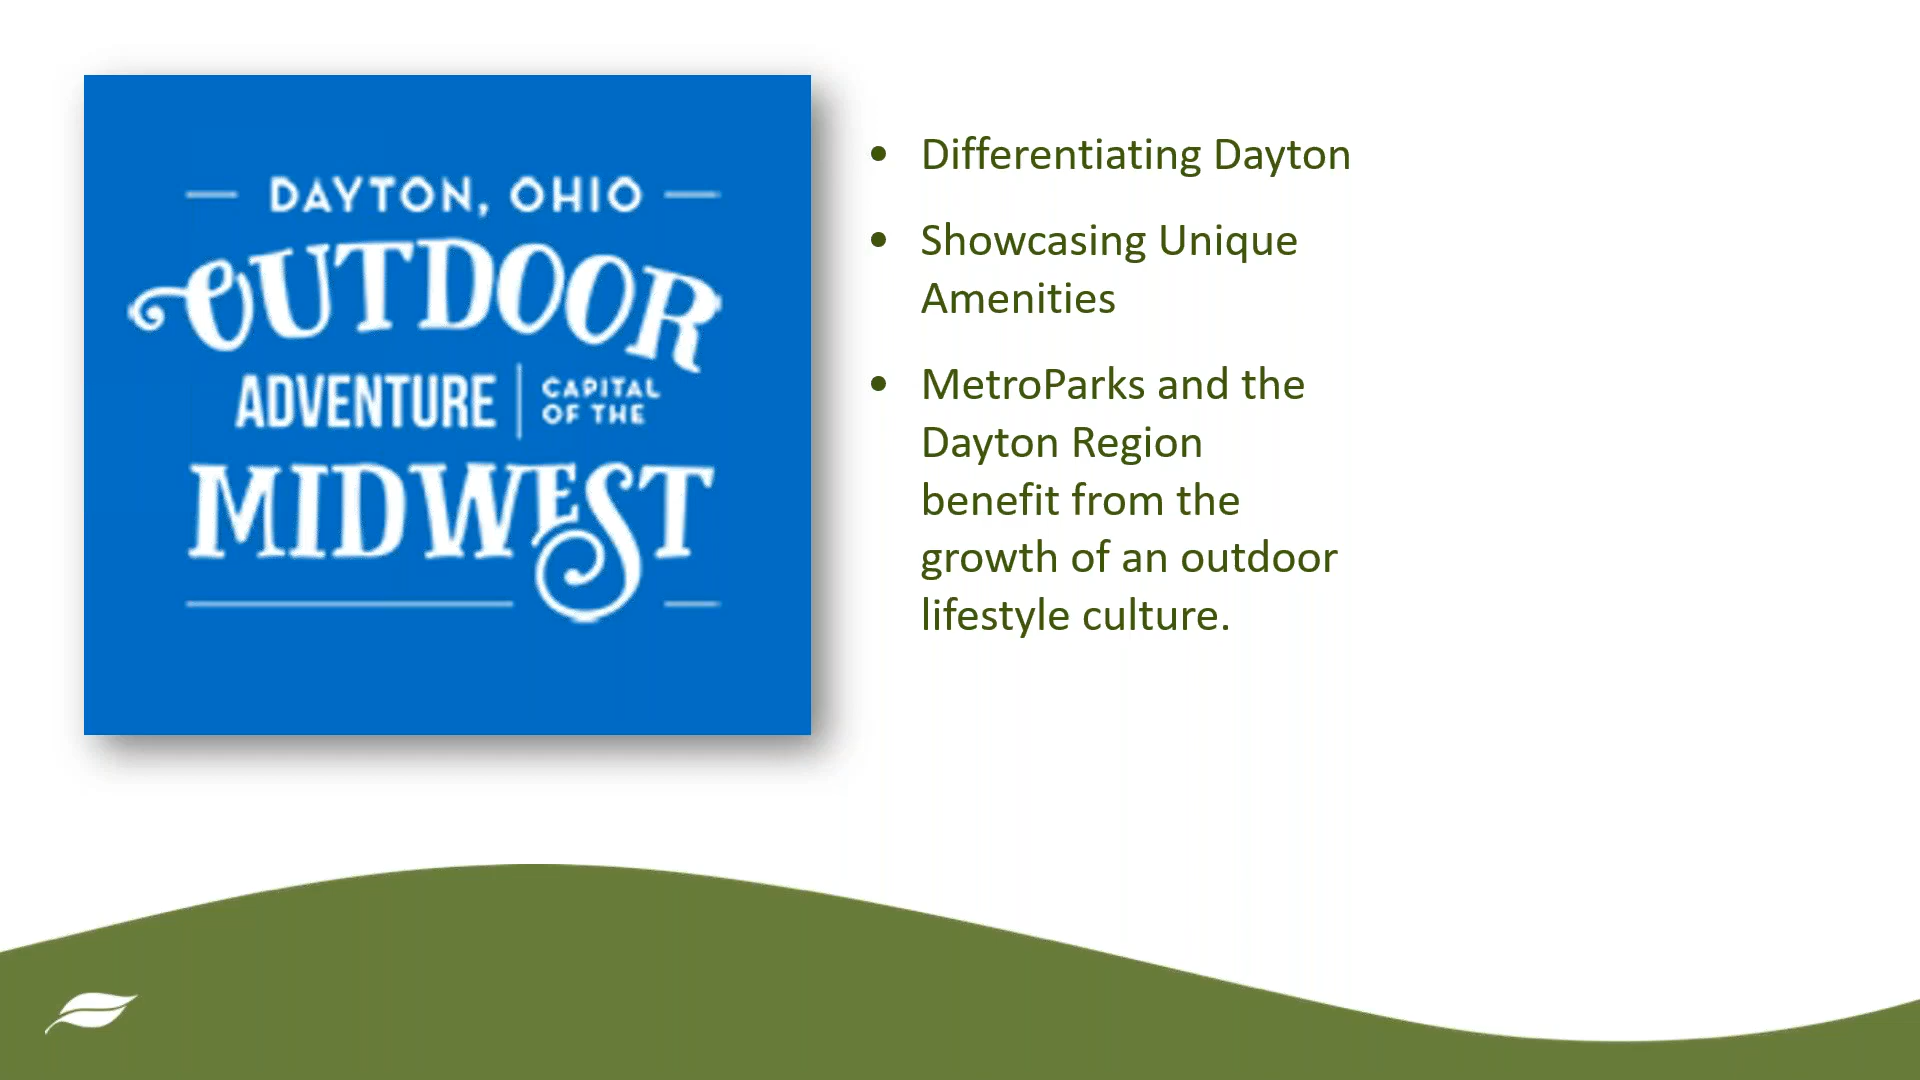 DAYTON, OHIO
OUTDOOR
ADVENTURE
CAPITAL
OF THE
MIDWEST
• Differentiating Dayton
• Showcasing Unique
Amenities
• MetroParks and the
Dayton Region
benefit from the
growth of an outdoor
lifestyle culture.